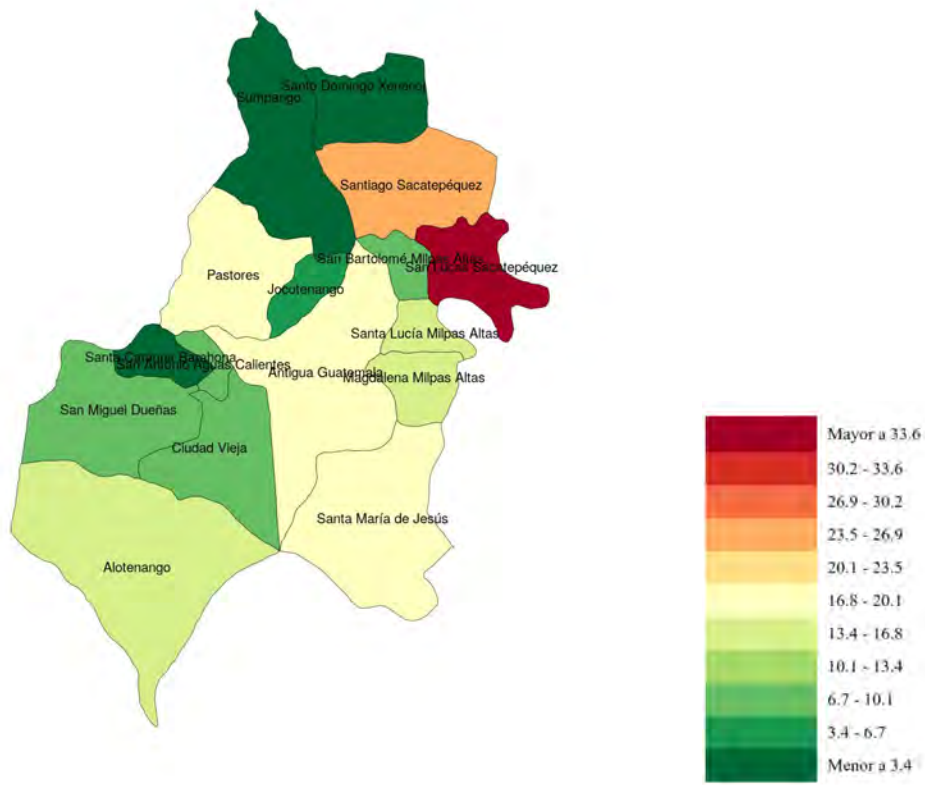 Santo Domingo Xenacoj
Sumpango
Santiago Sacatepéquez
San Bartolomé Milpas Altas
San Lucas Sacatepéquez
Pastores
Jocotenango
Santa Lucía Milpas Altas
Santa Catarina Barahona
San Antonio Aguas Calientes
Antigua Guatemala
Magdalena Milpas Altas
San Miguel Dueñas
Ciudad Vieja
Santa María de Jesús
Alotenango
Mayor a 33.6
30.2 - 33.6
26.9 - 30.2
23.5 - 26.9
20.1 - 23.5
16.8 - 20.1
13.4 - 16.8
10.1 - 13.4
6.7 - 10.1
3.4 - 6.7
Menor a 3.4